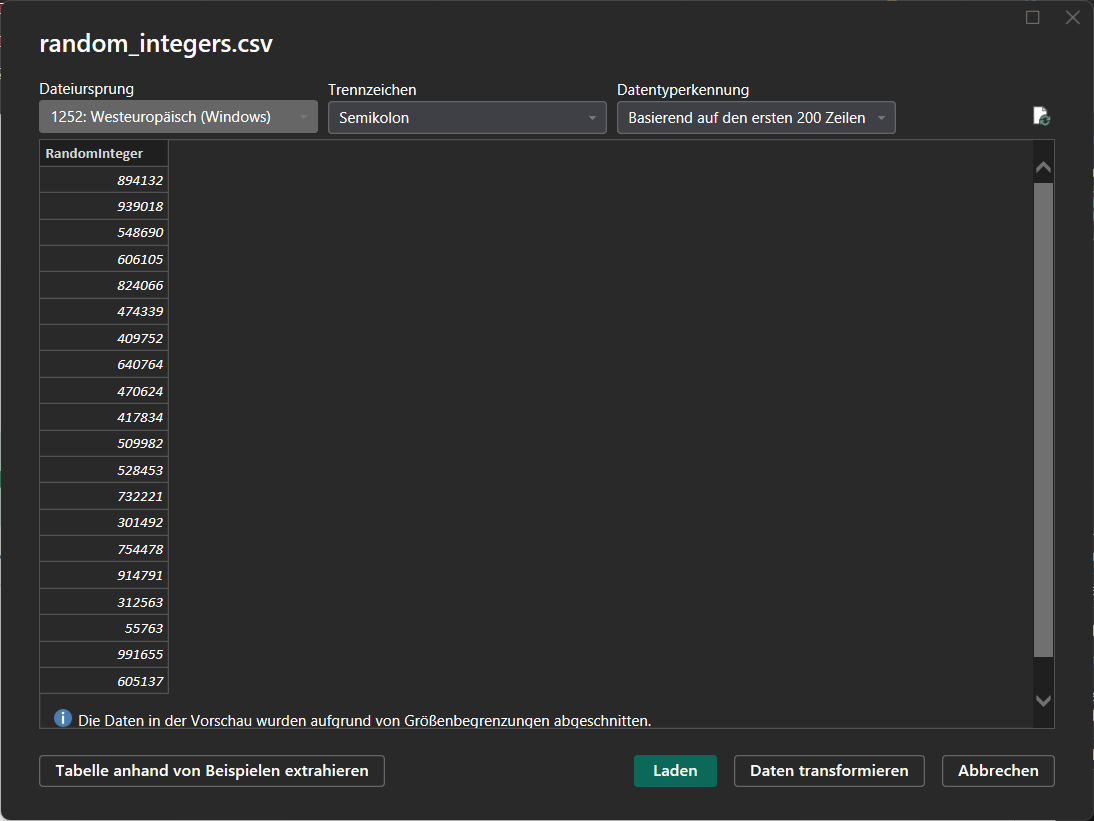 random_integers.csv
Dateiursprung
Trennzeichen
Datentyperkennung
1252: Westeuropäisch (Windows)
Semikolon
Basierend auf den ersten 200 Zeilen
RandomInteger
894132
939018
548690
606105
824066
474339
409752
640764
470624
417834
509982
528453
732221
301492
754478
914791
312563
55763
991655
605137
Die Daten in der Vorschau wurden aufgrund von Größenbegrenzungen abgeschnitten.
Tabelle anhand von Beispielen extrahieren
Laden
Daten transformieren
Abbrechen